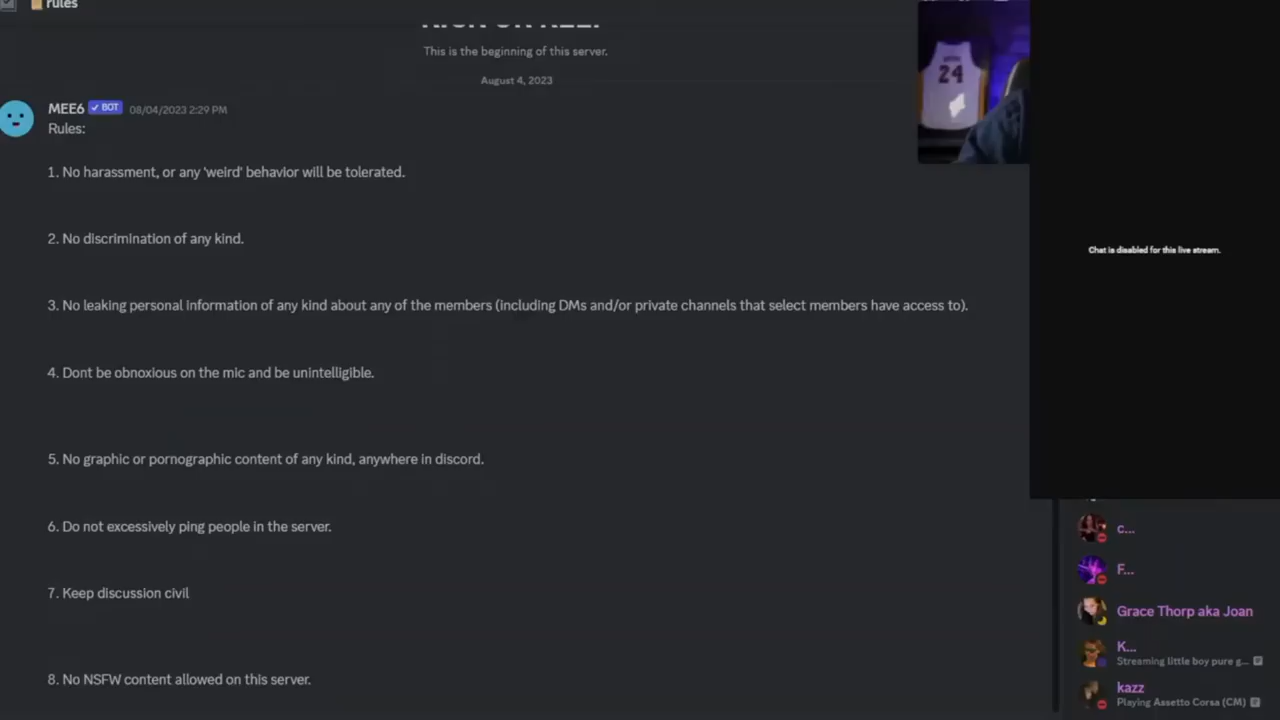 rules
This is the beginning of this server.
August 4, 2023
MEE6 ✓ BOT 08/04/2023 2:29 PM
Rules:
1. No harassment, or any 'weird' behavior will be tolerated.
2. No discrimination of any kind.
3. No leaking personal information of any kind about any of the members (including DMs and/or private channels that select members have access to).
4. Dont be obnoxious on the mic and be unintelligible.
5. No graphic or pornographic content of any kind, anywhere in discord.
6. Do not excessively ping people in the server.
7. Keep discussion civil
8. No NSFW content allowed on this server.
24
Chat is disabled for this live stream.
c...
F...
Grace Thorp aka Joan
K...
Streaming little boy pure g...
kazz
Playing Assetto Corsa (CM)